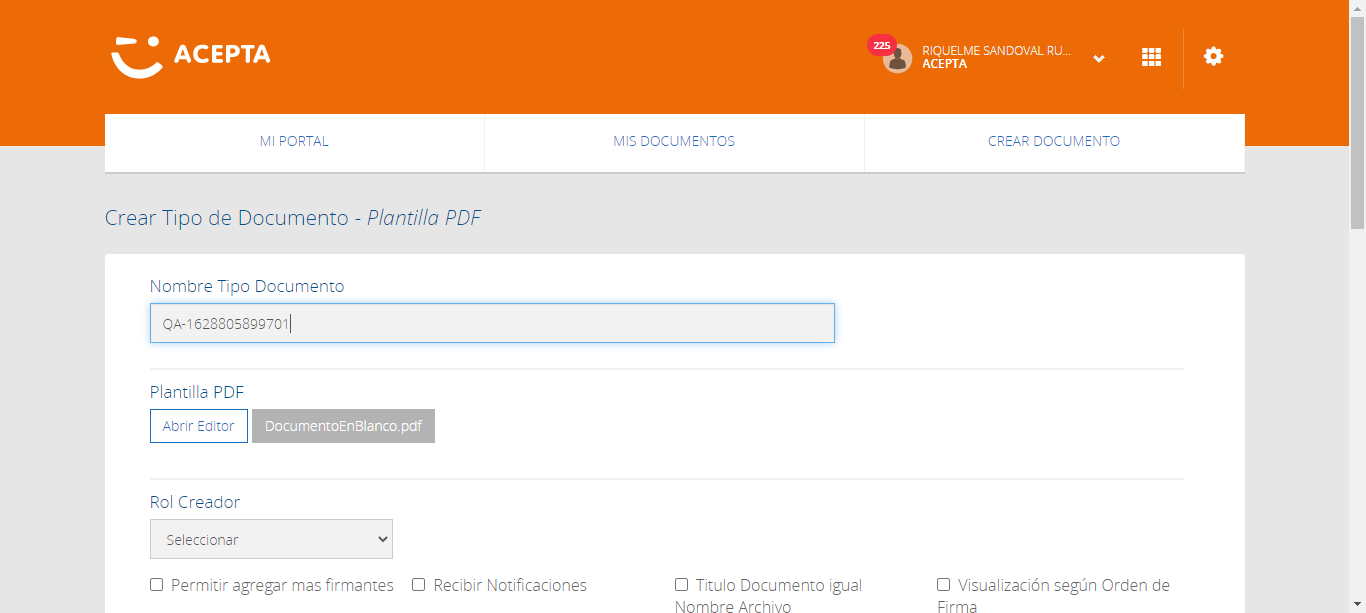 ACEPTA
225
RIQUELME SANDOVAL RU...
ACEPTA
MI PORTAL
MIS DOCUMENTOS
CREAR DOCUMENTO
Crear Tipo de Documento - Plantilla PDF
Nombre Tipo Documento
QA-1628805899701
Plantilla PDF
Abrir Editor
DocumentoEnBlanco.pdf
Rol Creador
Seleccionar
Permitir agregar mas firmantes
Recibir Notificaciones
Titulo Documento igual
Nombre Archivo
Visualización según Orden de
Firma